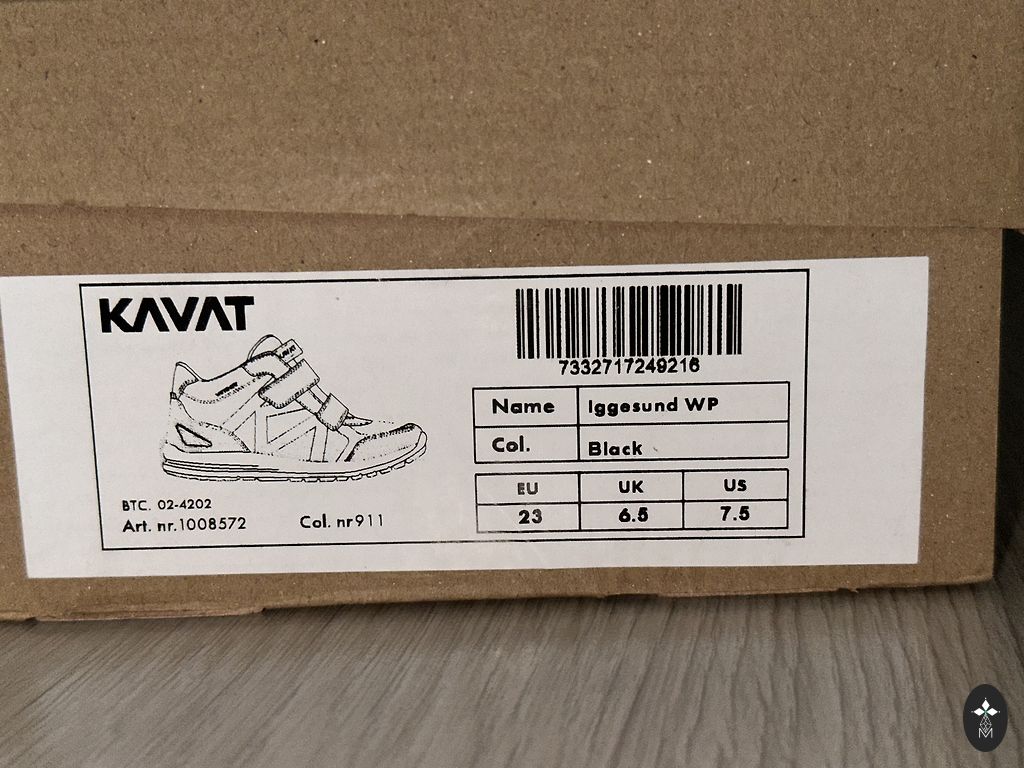 KAVAT
7332717249216
Name Iggesund WP
Col. Black
EU UK US
23 6.5 7.5
BTC. 02-4202
Art. nr.1008572 Col. nr911
M